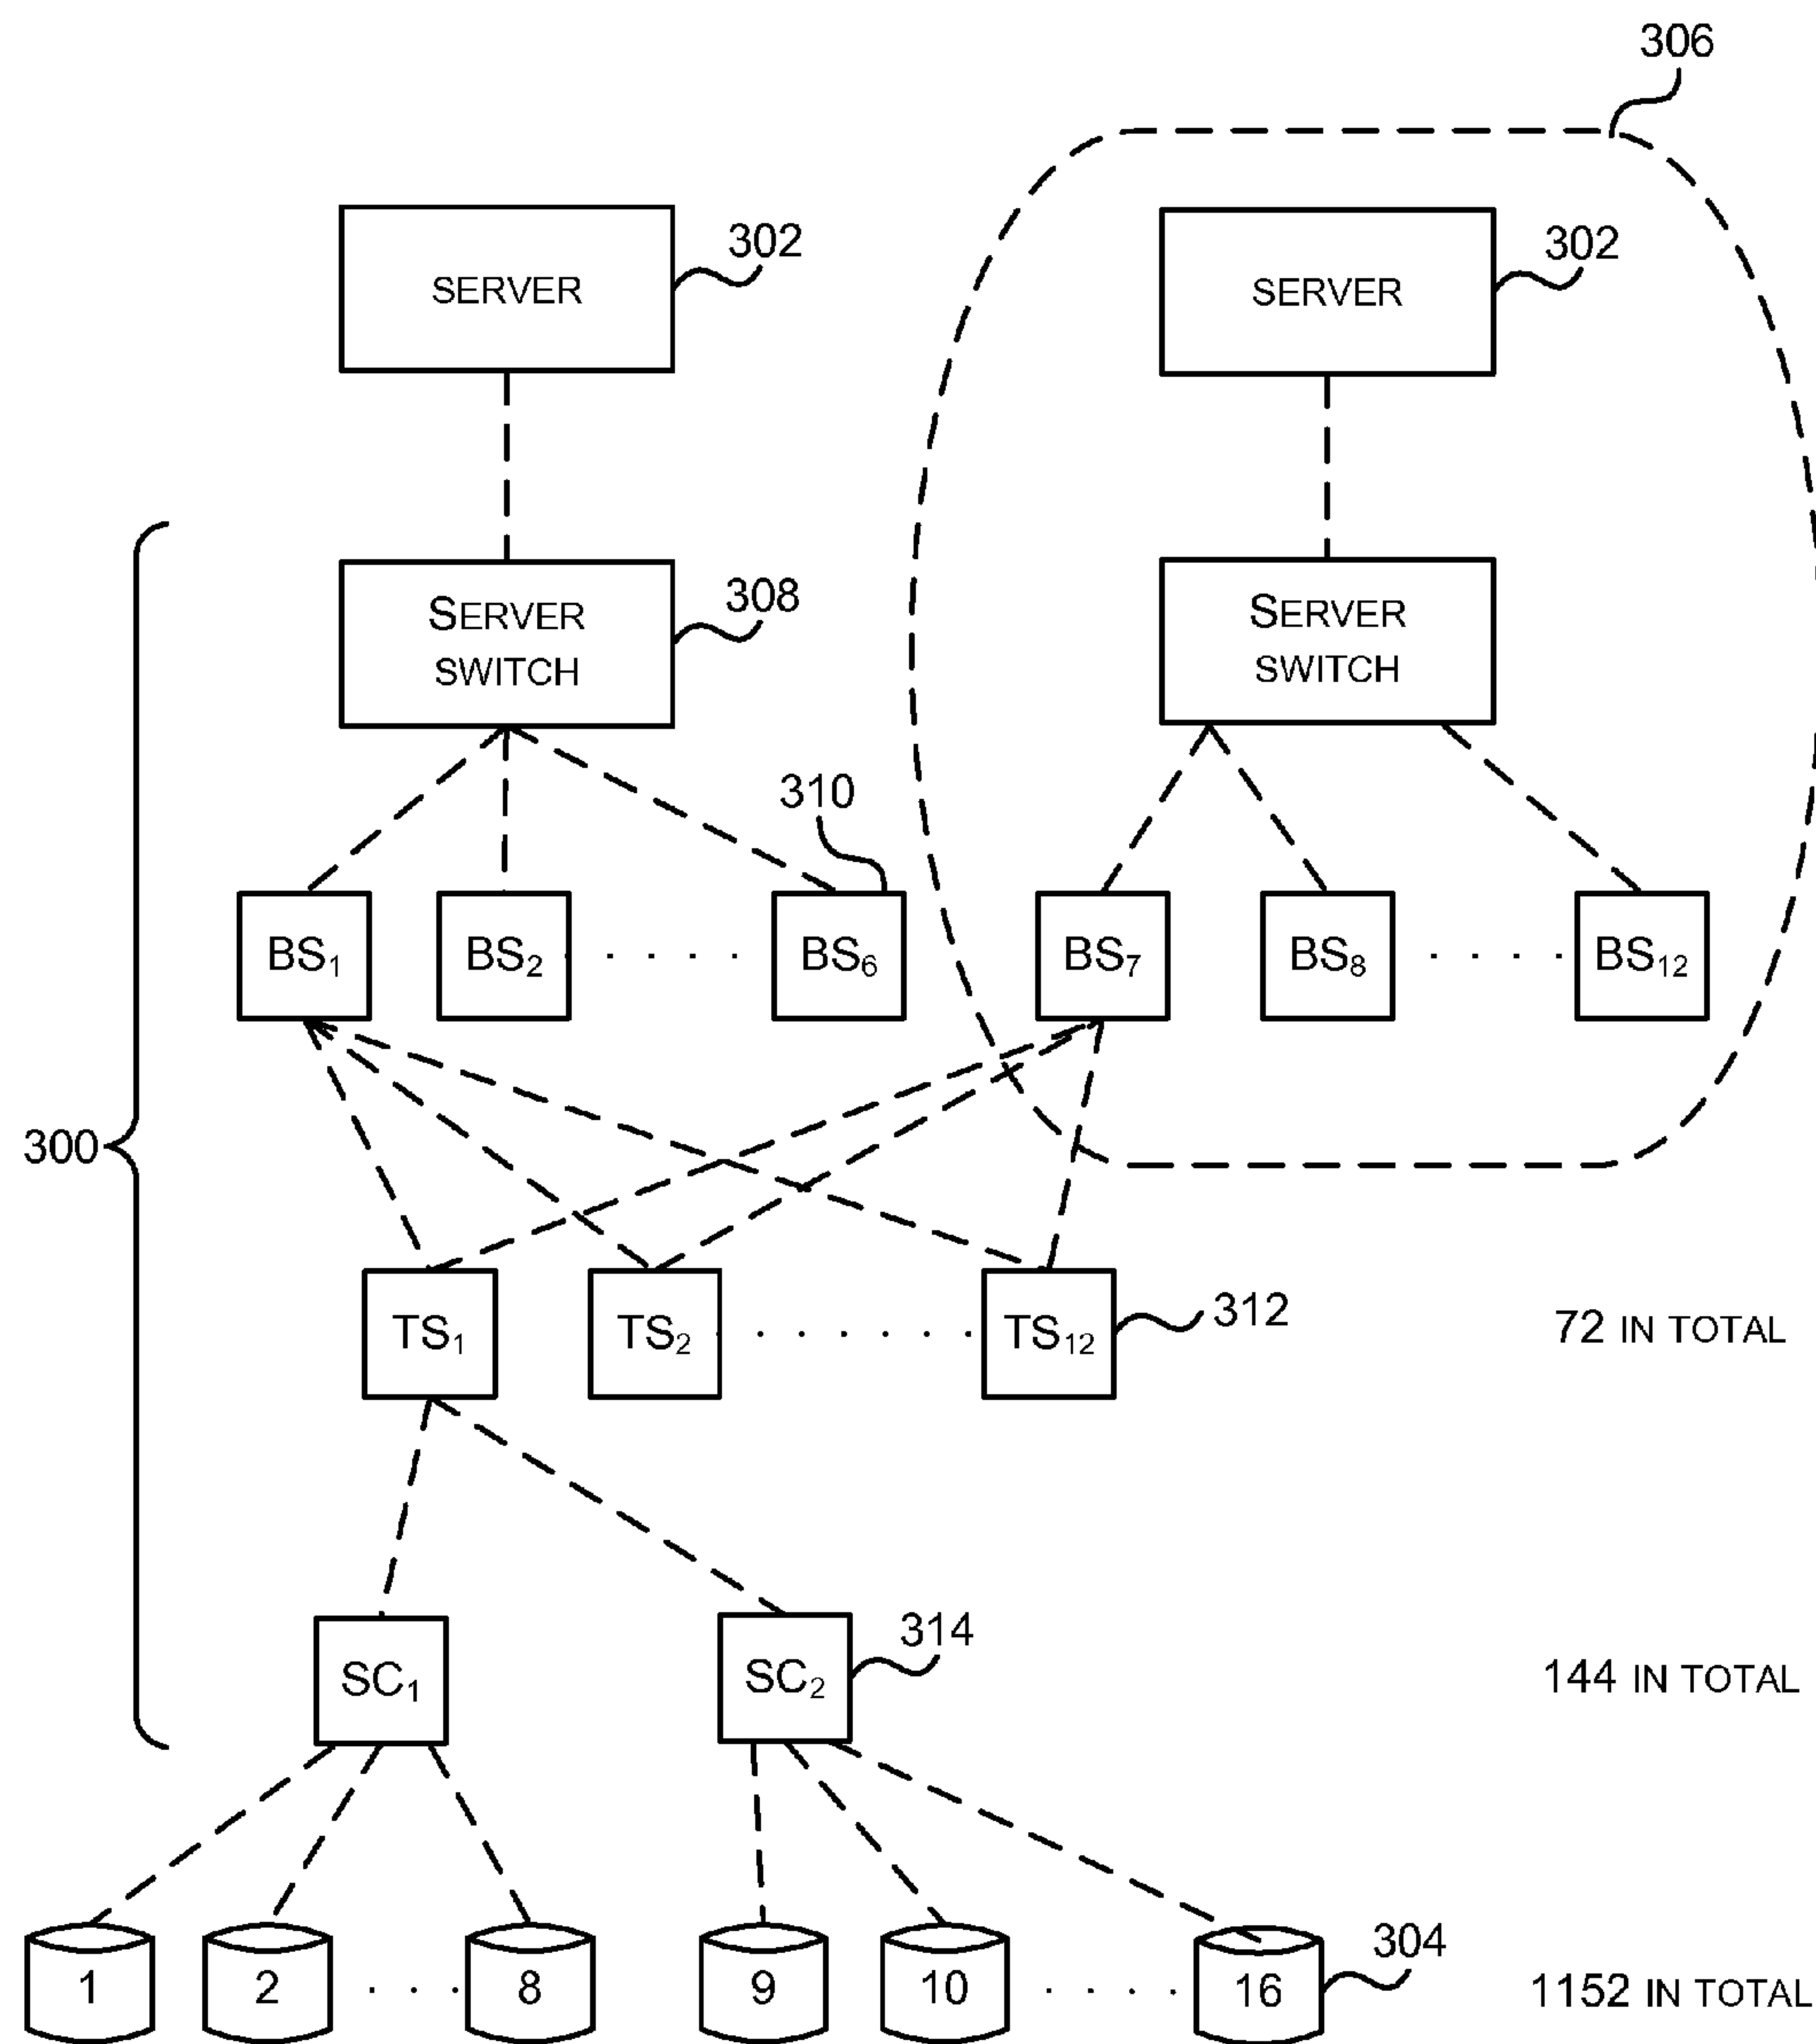 306
302
302
SERVER
SERVER
308
SERVER
SWITCH
SERVER
SWITCH
310
BS₁
BS₂
BS₆
BS₇
BS₈
BS₁₂
300
TS₁
TS₂
TS₁₂
312
72 IN TOTAL
SC₁
SC₂
314
144 IN TOTAL
1
2
8
9
10
16
304
1152 IN TOTAL